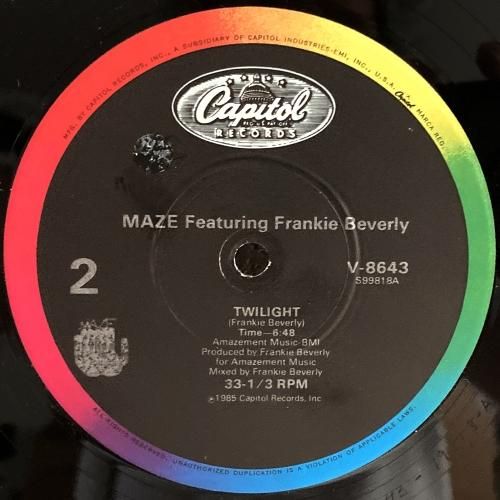 MFG. BY CAPITOL RECORDS, INC., A SUBSIDIARY OF CAPITOL INDUSTRIES-EMI, INC., U.S.A. Capitol MARCA REG.
Capitol
RECORDS
MAZE Featuring Frankie Beverly
2
V-8643
S99818A
TWILIGHT
(Frankie Beverly)
Time—6:48
Amazement Music-BMI
Produced by Frankie Beverly
for Amazement Music
Mixed by Frankie Beverly
33-1/3 RPM
℗1985 Capitol Records, Inc
ALL RIGHTS RESERVED. UNAUTHORIZED DUPLICATION IS A VIOLATION OF APPLICABLE LAWS.